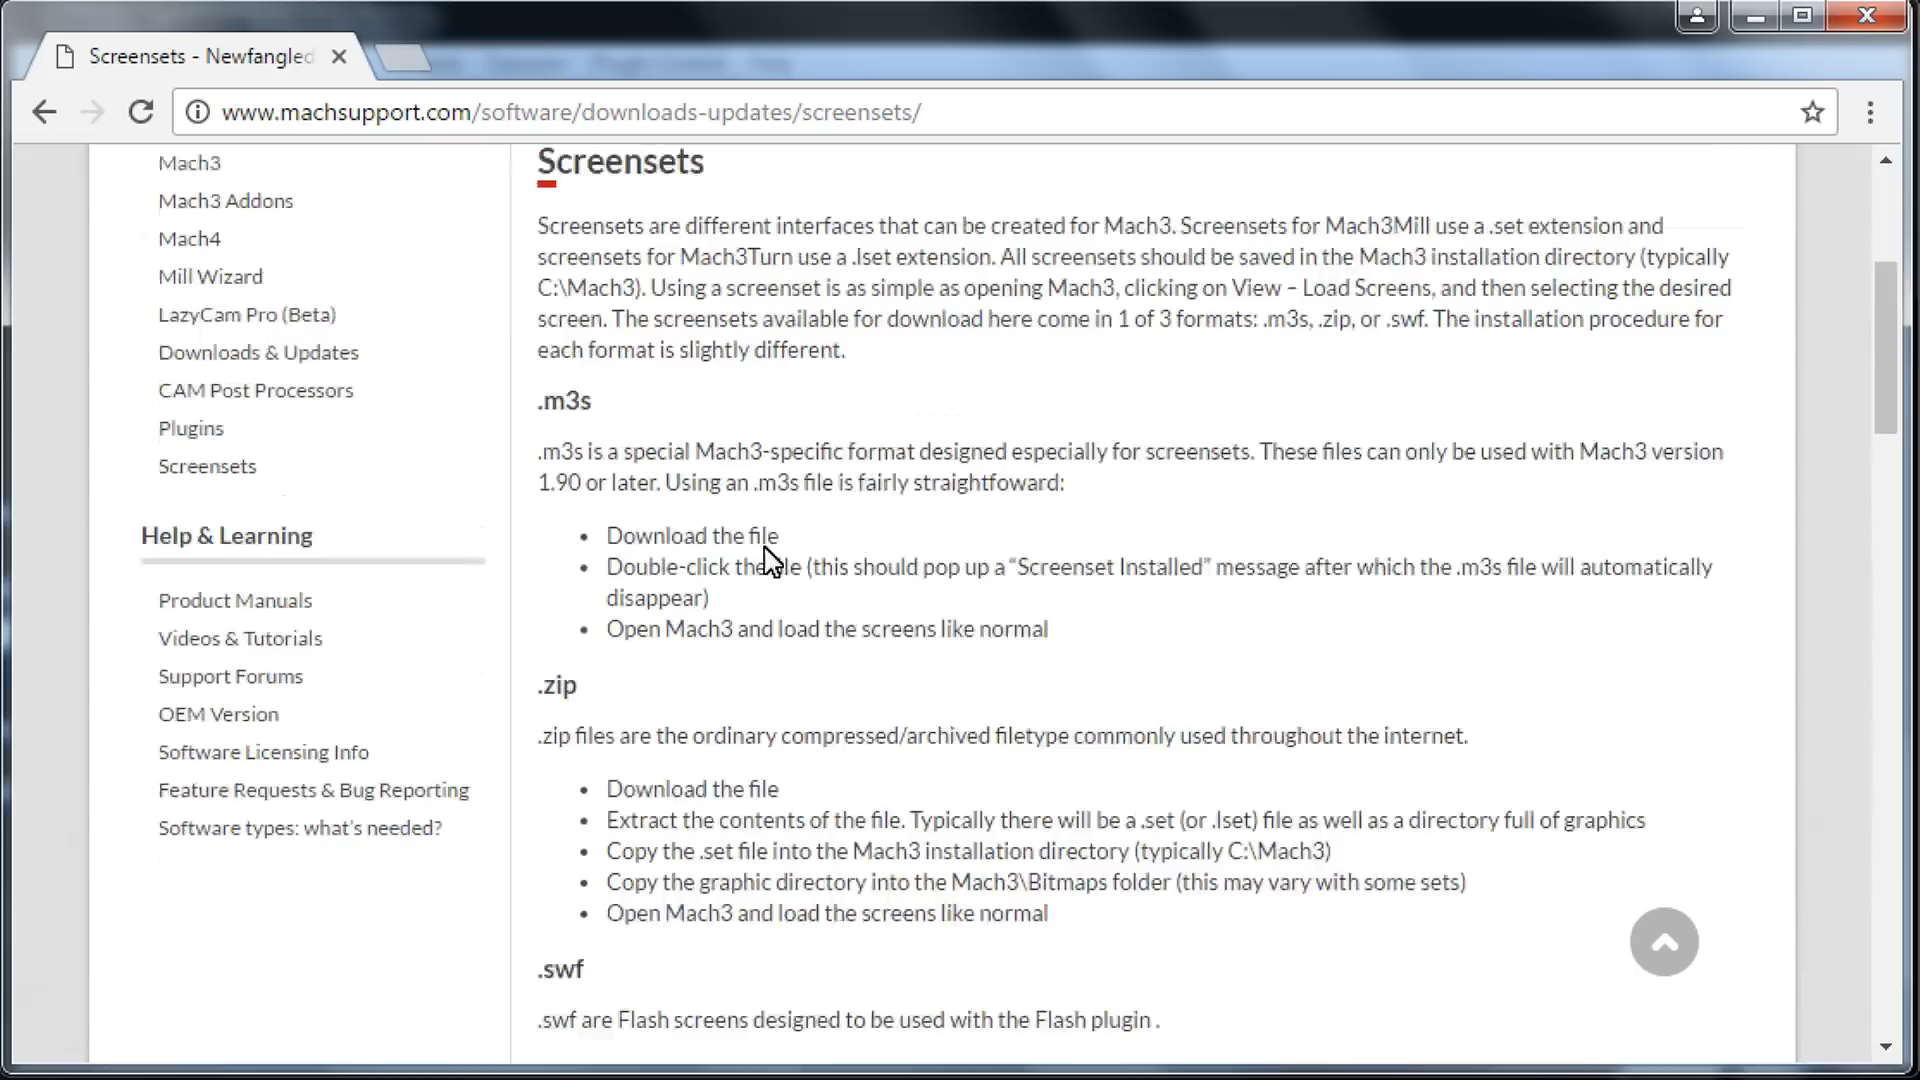 Screensets - Newfangled
www.machsupport.com/software/downloads-updates/screensets/
Mach3
Mach3 Addons
Mach4
Mill Wizard
LazyCam Pro (Beta)
Downloads & Updates
CAM Post Processors
Plugins
Screensets
Help & Learning
Product Manuals
Videos & Tutorials
Support Forums
OEM Version
Software Licensing Info
Feature Requests & Bug Reporting
Software types: what's needed?
Screensets
Screensets are different interfaces that can be created for Mach3. Screensets for Mach3Mill use a .set extension and
screensets for Mach3Turn use a .lset extension. All screensets should be saved in the Mach3 installation directory (typically
C:\Mach3). Using a screenset is as simple as opening Mach3, clicking on View – Load Screens, and then selecting the desired
screen. The screensets available for download here come in 1 of 3 formats: .m3s, .zip, or .swf. The installation procedure for
each format is slightly different.
.m3s
.m3s is a special Mach3-specific format designed especially for screensets. These files can only be used with Mach3 version
1.90 or later. Using an .m3s file is fairly straightfoward:
• Download the file
• Double-click the file (this should pop up a “Screenset Installed” message after which the .m3s file will automatically
disappear)
• Open Mach3 and load the screens like normal
.zip
.zip files are the ordinary compressed/archived filetype commonly used throughout the internet.
• Download the file
• Extract the contents of the file. Typically there will be a .set (or .lset) file as well as a directory full of graphics
• Copy the .set file into the Mach3 installation directory (typically C:\Mach3)
• Copy the graphic directory into the Mach3\Bitmaps folder (this may vary with some sets)
• Open Mach3 and load the screens like normal
.swf
.swf are Flash screens designed to be used with the Flash plugin .